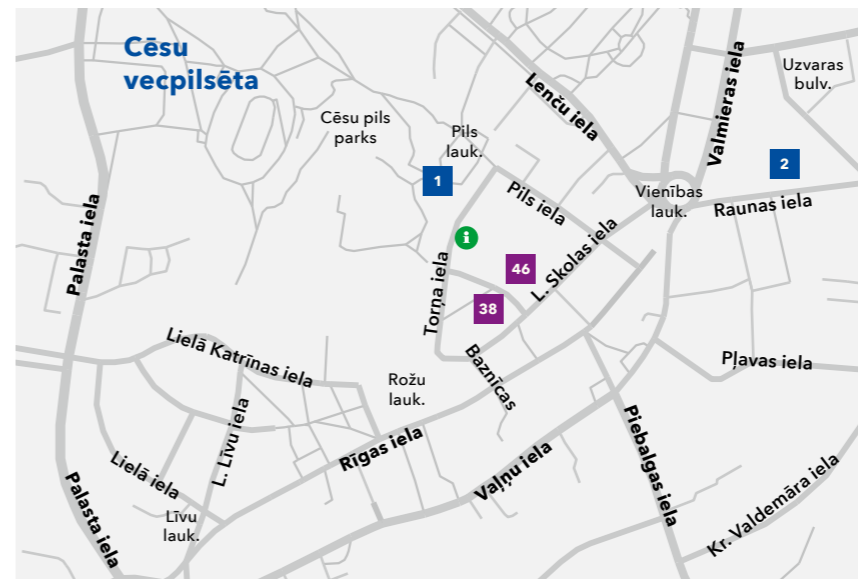 Cēsu
vecpilsēta
Uzvaras
bulv.
Lenču iela
Valmieras iela
Cēsu pils
parks
Pils
lauk.
1
2
Pils iela
Vienības
lauk.
Raunas iela
Palasta iela
i
46
L. Skolas iela
Torņa iela
38
Lielā Katrīnas iela
Baznīcas
Pļavas iela
Rožu
lauk.
L. Līvu iela
Rīgas iela
Piebalgas iela
Lielā iela
Vaļņu iela
Palasta iela
Līvu
lauk.
Kr. Valdemāra iela